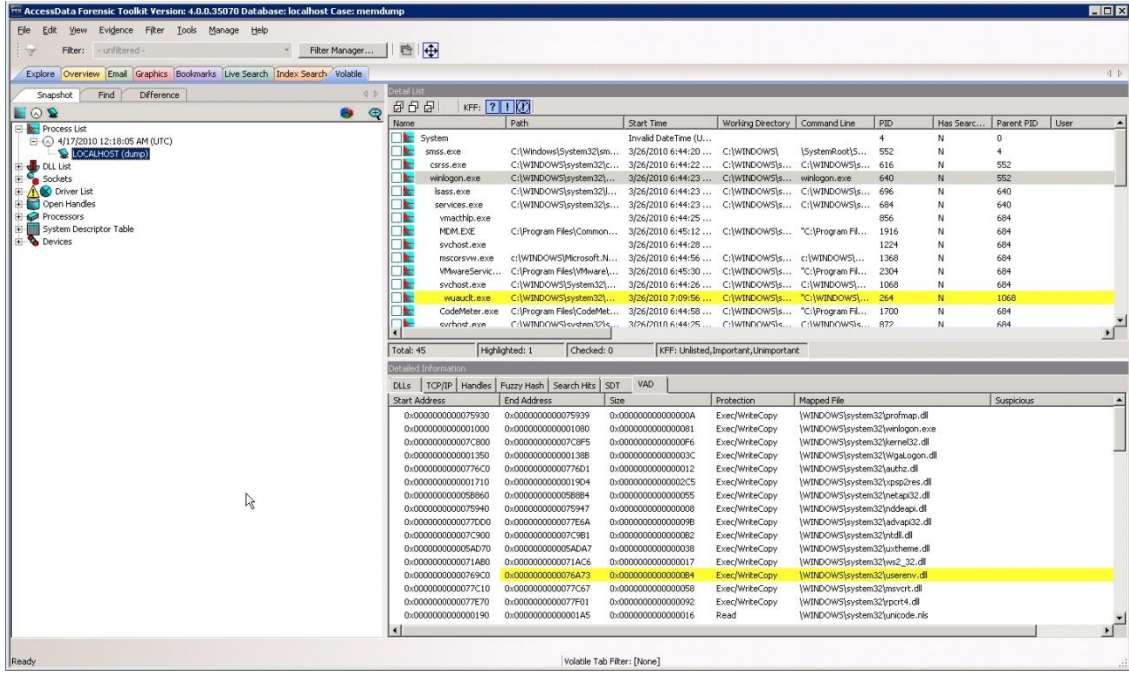 AccessData Forensic Toolkit Version: 4.0.0.35070 Database: localhost Case: memdump
File Edit View Evidence Filter Tools Manage Help
Filter: - unfiltered - Filter Manager...
Explore Overview Email Graphics Bookmarks Live Search Index Search Volatile
Snapshot Find Difference
Process List
4/17/2010 12:18:05 AM (UTC)
LOCALHOST (dump)
DLL List
Sockets
Driver List
Open Handles
Processors
System Descriptor Table
Devices
Detail List
KFF: ? !
Name Path Start Time Working Directory Command Line PID Has Searc... Parent PID User
System Invalid DateTime (U... 4 N 0
smss.exe C:\Windows\System32\sm... 3/26/2010 6:44:20 ... C:\WINDOWS\ \SystemRoot\S... 552 N 4
csrss.exe C:\WINDOWS\system32\c... 3/26/2010 6:44:22 ... C:\WINDOWS\s... C:\WINDOWS\s... 616 N 552
winlogon.exe C:\WINDOWS\system32\... 3/26/2010 6:44:23 ... C:\WINDOWS\s... winlogon.exe 640 N 552
lsass.exe C:\WINDOWS\system32\l... 3/26/2010 6:44:23 ... C:\WINDOWS\s... C:\WINDOWS\s... 696 N 640
services.exe C:\WINDOWS\system32\s... 3/26/2010 6:44:23 ... C:\WINDOWS\s... C:\WINDOWS\s... 684 N 640
vmacthlp.exe 3/26/2010 6:44:25 ... 856 N 684
MDM.EXE C:\Program Files\Common... 3/26/2010 6:45:12 ... C:\WINDOWS\s... "C:\Program Fil... 1916 N 684
svchost.exe 3/26/2010 6:44:28 ... 1224 N 684
mscorsvw.exe c:\WINDOWS\Microsoft.N... 3/26/2010 6:44:56 ... C:\WINDOWS\s... c:\WINDOWS\... 1368 N 684
VMwareServic... C:\Program Files\VMware\... 3/26/2010 6:45:30 ... C:\WINDOWS\s... "C:\Program Fil... 2304 N 684
svchost.exe C:\WINDOWS\System32\... 3/26/2010 6:44:26 ... C:\WINDOWS\s... C:\WINDOWS\s... 1068 N 684
wuauclt.exe C:\WINDOWS\system32\... 3/26/2010 7:09:56 ... C:\WINDOWS\s... "C:\WINDOWS\... 264 N 1068
CodeMeter.exe C:\Program Files\CodeMet... 3/26/2010 6:44:58 ... C:\WINDOWS\s... "C:\Program Fil... 1700 N 684
svchost.exe C:\WINDOWS\system32\s... 3/26/2010 6:44:25 ... C:\WINDOWS\s... C:\WINDOWS\s... 872 N 684
Total: 45 Highlighted: 1 Checked: 0 KFF: Unlisted,Important,Unimportant
Detailed Information
DLLs TCP/IP Handles Fuzzy Hash Search Hits SDT VAD
Start Address End Address Size Protection Mapped File Suspicious
0x0000000000075930 0x0000000000075939 0x000000000000000A Exec/WriteCopy \WINDOWS\system32\profmap.dll
0x0000000000001000 0x0000000000001080 0x0000000000000081 Exec/WriteCopy \WINDOWS\system32\winlogon.exe
0x000000000007C800 0x000000000007C8F5 0x00000000000000F6 Exec/WriteCopy \WINDOWS\system32\kernel32.dll
0x0000000000001350 0x000000000000138B 0x000000000000003C Exec/WriteCopy \WINDOWS\system32\WgaLogon.dll
0x00000000000776C0 0x00000000000776D1 0x0000000000000012 Exec/WriteCopy \WINDOWS\system32\authz.dll
0x0000000000001710 0x00000000000019D4 0x00000000000002C5 Exec/WriteCopy \WINDOWS\system32\xpsp2res.dll
0x000000000005B860 0x000000000005B8B4 0x0000000000000055 Exec/WriteCopy \WINDOWS\system32\netapi32.dll
0x0000000000075940 0x0000000000075947 0x0000000000000008 Exec/WriteCopy \WINDOWS\system32\nddeapi.dll
0x0000000000077DD0 0x0000000000077E6A 0x000000000000009B Exec/WriteCopy \WINDOWS\system32\advapi32.dll
0x000000000007C900 0x000000000007C9B1 0x00000000000000B2 Exec/WriteCopy \WINDOWS\system32\ntdll.dll
0x000000000005AD70 0x000000000005ADA7 0x0000000000000038 Exec/WriteCopy \WINDOWS\system32\uxtheme.dll
0x0000000000071AB0 0x0000000000071AC6 0x0000000000000017 Exec/WriteCopy \WINDOWS\system32\ws2_32.dll
0x00000000000769C0 0x0000000000076A73 0x00000000000000B4 Exec/WriteCopy \WINDOWS\system32\userenv.dll
0x0000000000077C10 0x0000000000077C67 0x0000000000000058 Exec/WriteCopy \WINDOWS\system32\msvcrt.dll
0x0000000000077E70 0x0000000000077F01 0x0000000000000092 Exec/WriteCopy \WINDOWS\system32\rpcrt4.dll
0x0000000000000190 0x00000000000001A5 0x0000000000000016 Read \WINDOWS\system32\unicode.nls
Ready Volatile Tab Filter: [None]